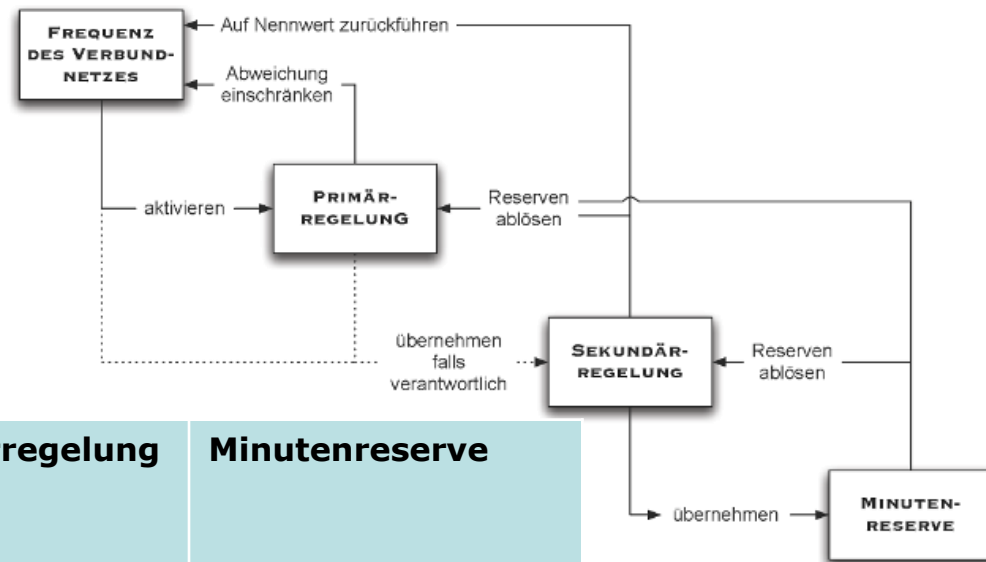 FREQUENZ
DES VERBUND-
NETZES
Auf Nennwert zurückführen
Abweichung
einschränken
aktivieren
PRIMÄR-
REGELUNG
Reserven
ablösen
übernehmen
falls
verantwortlich
SEKUNDÄR-
REGELUNG
Reserven
ablösen
regelung
Minutenreserve
übernehmen
MINUTEN-
RESERVE